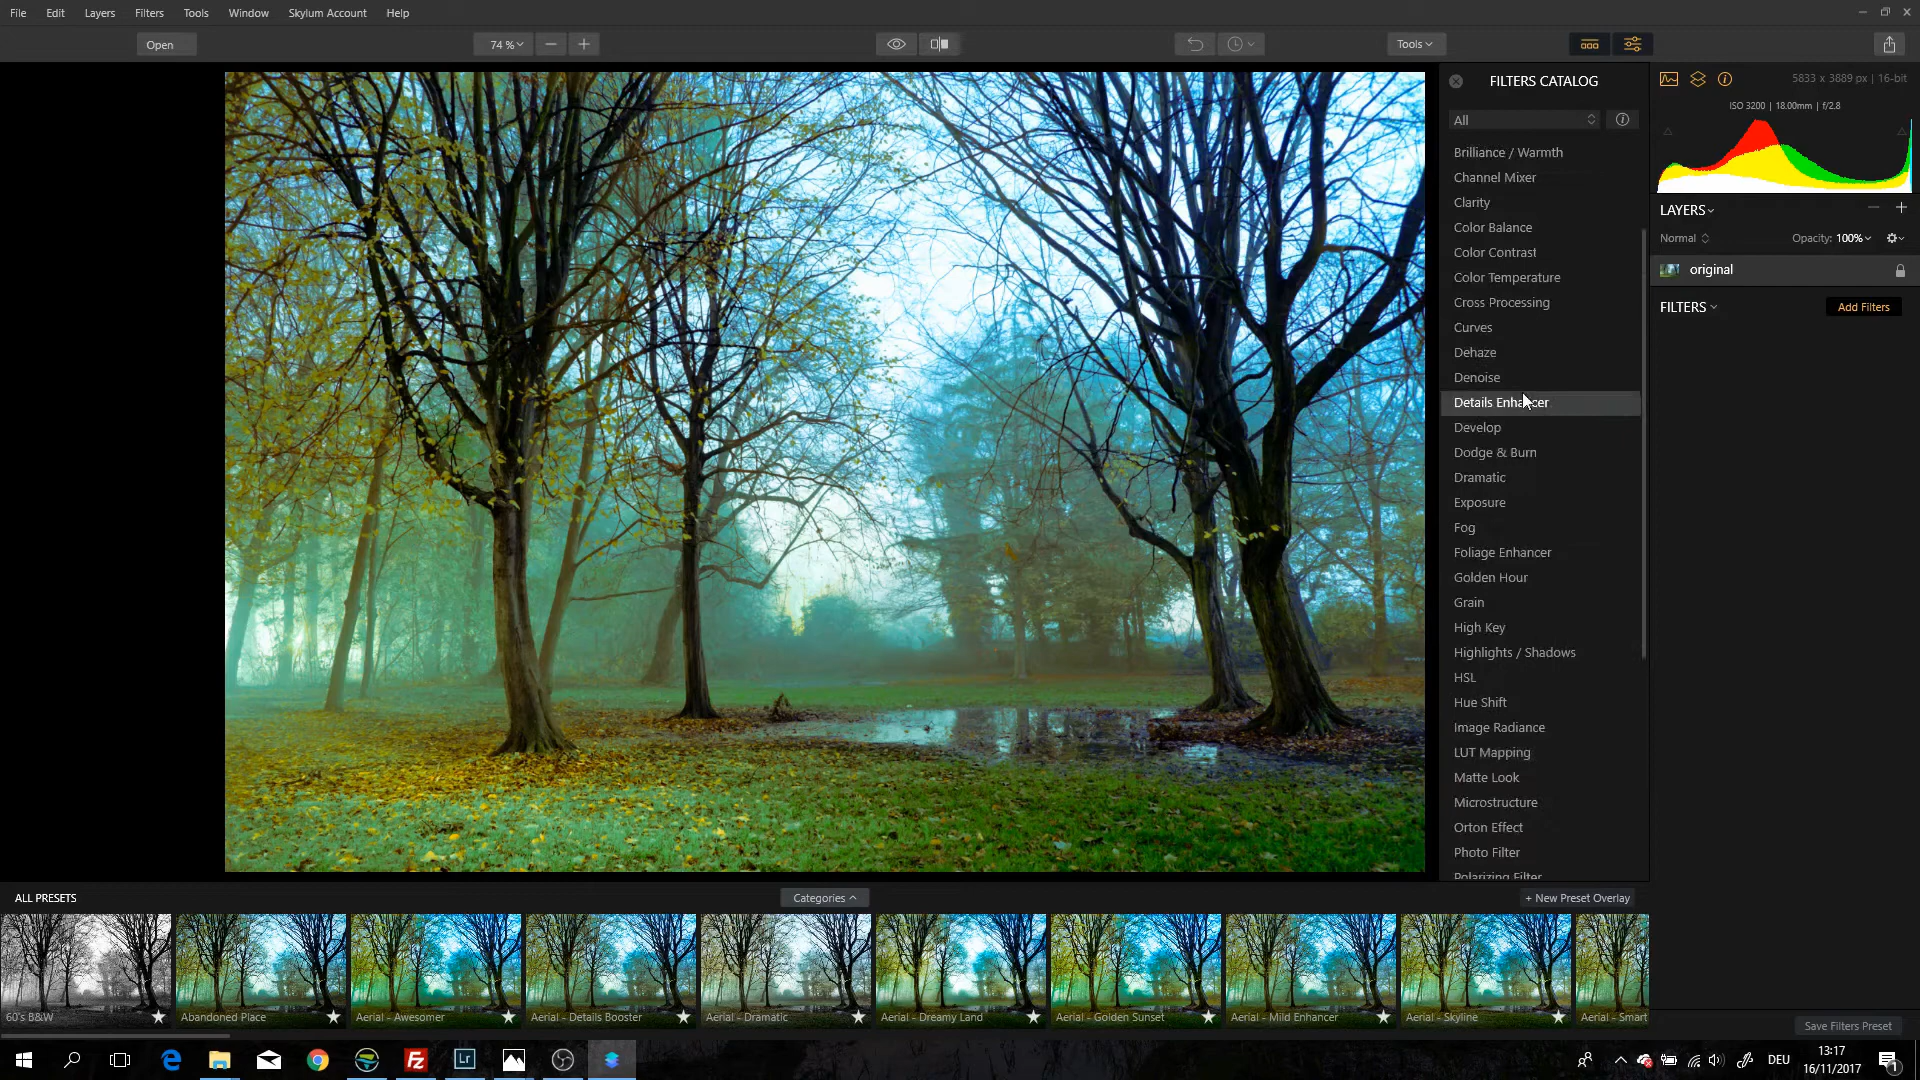 File Edit Layers Filters Tools Window Skylum Account Help
Open 74 % Tools
FILTERS CATALOG
5833 x 3889 px | 16-bit
ISO 3200 | 18.00mm | f/2.8
All
Brilliance / Warmth
Channel Mixer
Clarity
Color Balance
Color Contrast
Color Temperature
Cross Processing
Curves
Dehaze
Denoise
Details Enhancer
Develop
Dodge & Burn
Dramatic
Exposure
Fog
Foliage Enhancer
Golden Hour
Grain
High Key
Highlights / Shadows
HSL
Hue Shift
Image Radiance
LUT Mapping
Matte Look
Microstructure
Orton Effect
Photo Filter
Polarizing Filter
LAYERS
Normal Opacity: 100%
original
FILTERS Add Filters
ALL PRESETS Categories + New Preset Overlay
60's B&W Abandoned Place Aerial - Awesomer Aerial - Details Booster Aerial - Dramatic Aerial - Dreamy Land Aerial - Golden Sunset Aerial - Mild Enhancer Aerial - Skyline Aerial - Smart
Save Filters Preset
Fz Lr DEU 13:17
16/11/2017
1